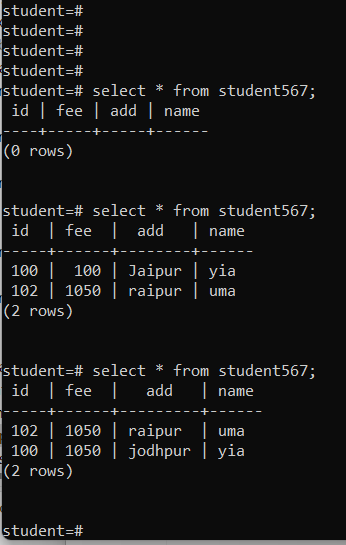 student=#
student=#
student=#
student=#
student=# select * from student567;
 id | fee | add | name
----+-----+-----+------
(0 rows)
student=# select * from student567;
 id  | fee  |  add   | name
-----+------+--------+------
 100 |  100 | Jaipur | yia
 102 | 1050 | raipur | uma
(2 rows)
student=# select * from student567;
 id  | fee  |   add   | name
-----+------+---------+------
 102 | 1050 | raipur  | uma
 100 | 1050 | jodhpur | yia
(2 rows)
student=#